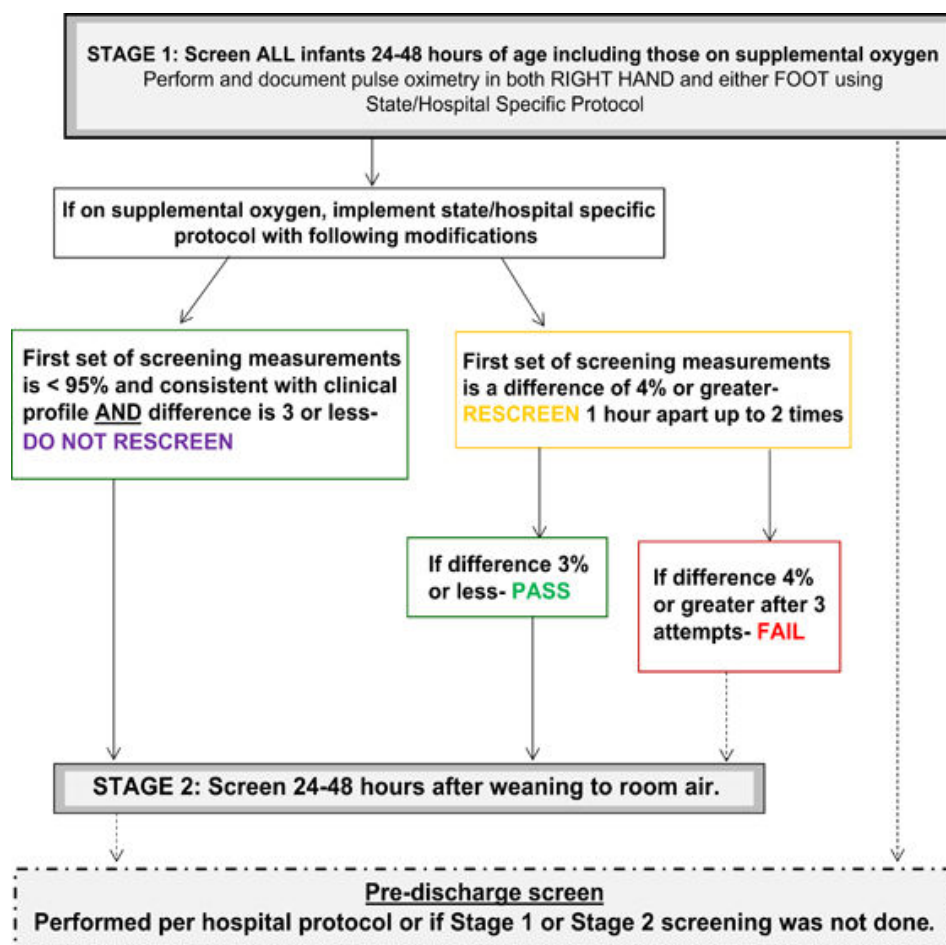 STAGE 1: Screen ALL infants 24-48 hours of age including those on supplemental oxygen
Perform and document pulse oximetry in both RIGHT HAND and either FOOT using
State/Hospital Specific Protocol
If on supplemental oxygen, implement state/hospital specific
protocol with following modifications
First set of screening measurements
is < 95% and consistent with clinical
profile AND difference is 3 or less-
DO NOT RESCREEN
First set of screening measurements
is a difference of 4% or greater-
RESCREEN 1 hour apart up to 2 times
If difference 3%
or less- PASS
If difference 4%
or greater after 3
attempts- FAIL
STAGE 2: Screen 24-48 hours after weaning to room air.
Pre-discharge screen
Performed per hospital protocol or if Stage 1 or Stage 2 screening was not done.